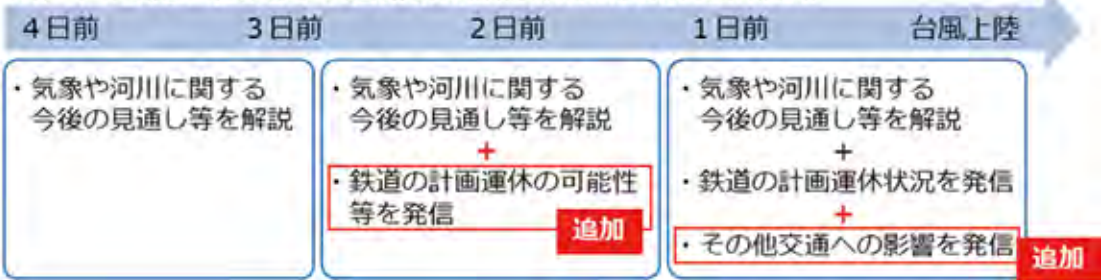 4日前 3日前 2日前 1日前 台風上陸
・気象や河川に関する
今後の見通し等を解説
・気象や河川に関する
今後の見通し等を解説
+
・鉄道の計画運休の可能性
等を発信
追加
・気象や河川に関する
今後の見通し等を解説
+
・鉄道の計画運休状況を発信
+
・その他交通への影響を発信
追加